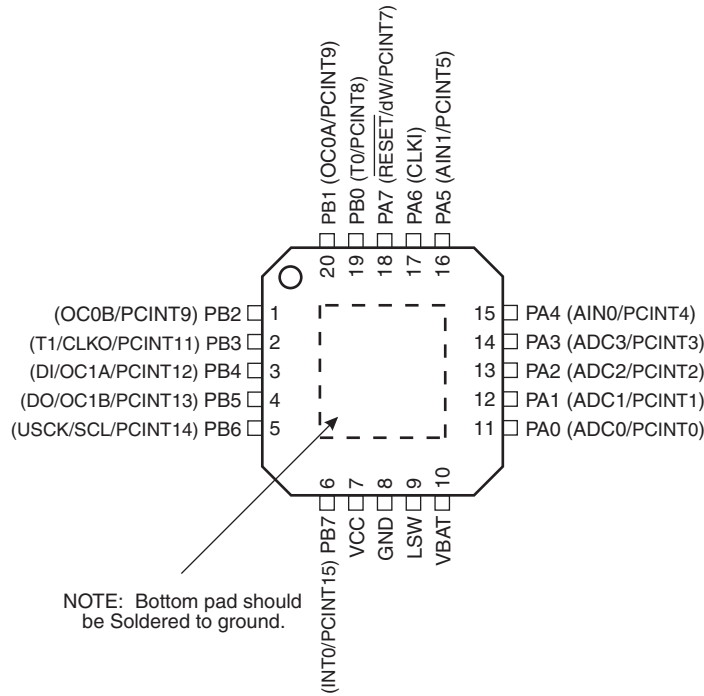 PB1 (OC0A/PCINT9)
PB0 (T0/PCINT8)
PA7 (RESET/dW/PCINT7)
PA6 (CLKI)
PA5 (AIN1/PCINT5)
20
19
18
17
16
(OC0B/PCINT9) PB2 1
(T1/CLKO/PCINT11) PB3 2
(DI/OC1A/PCINT12) PB4 3
(DO/OC1B/PCINT13) PB5 4
(USCK/SCL/PCINT14) PB6 5
15 PA4 (AIN0/PCINT4)
14 PA3 (ADC3/PCINT3)
13 PA2 (ADC2/PCINT2)
12 PA1 (ADC1/PCINT1)
11 PA0 (ADC0/PCINT0)
6
7
8
9
10
(INT0/PCINT15) PB7
VCC
GND
LSW
VBAT
NOTE: Bottom pad should
be Soldered to ground.